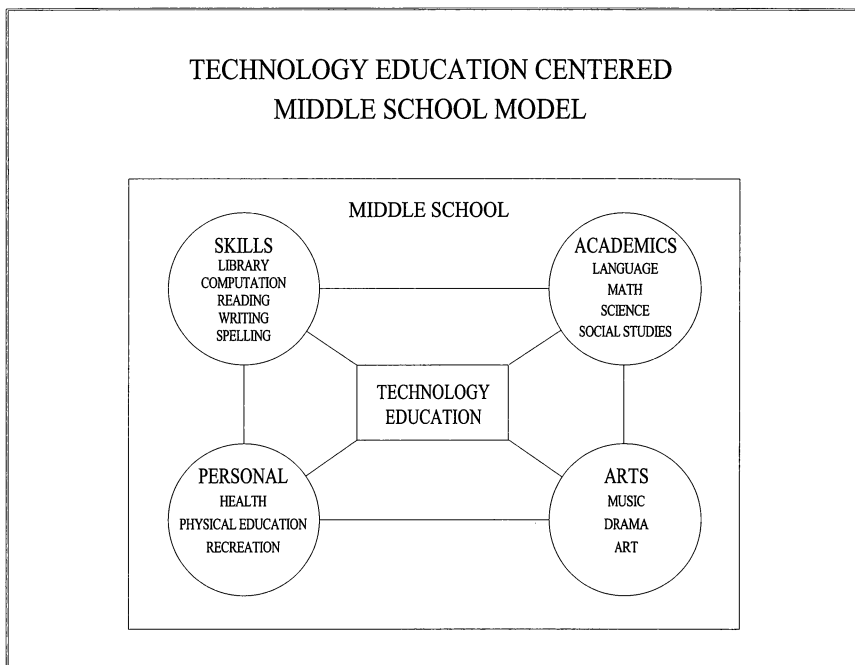 TECHNOLOGY EDUCATION CENTERED
MIDDLE SCHOOL MODEL
MIDDLE SCHOOL
SKILLS
LIBRARY
COMPUTATION
READING
WRITING
SPELLING
ACADEMICS
LANGUAGE
MATH
SCIENCE
SOCIAL STUDIES
TECHNOLOGY
EDUCATION
PERSONAL
HEALTH
PHYSICAL EDUCATION
RECREATION
ARTS
MUSIC
DRAMA
ART